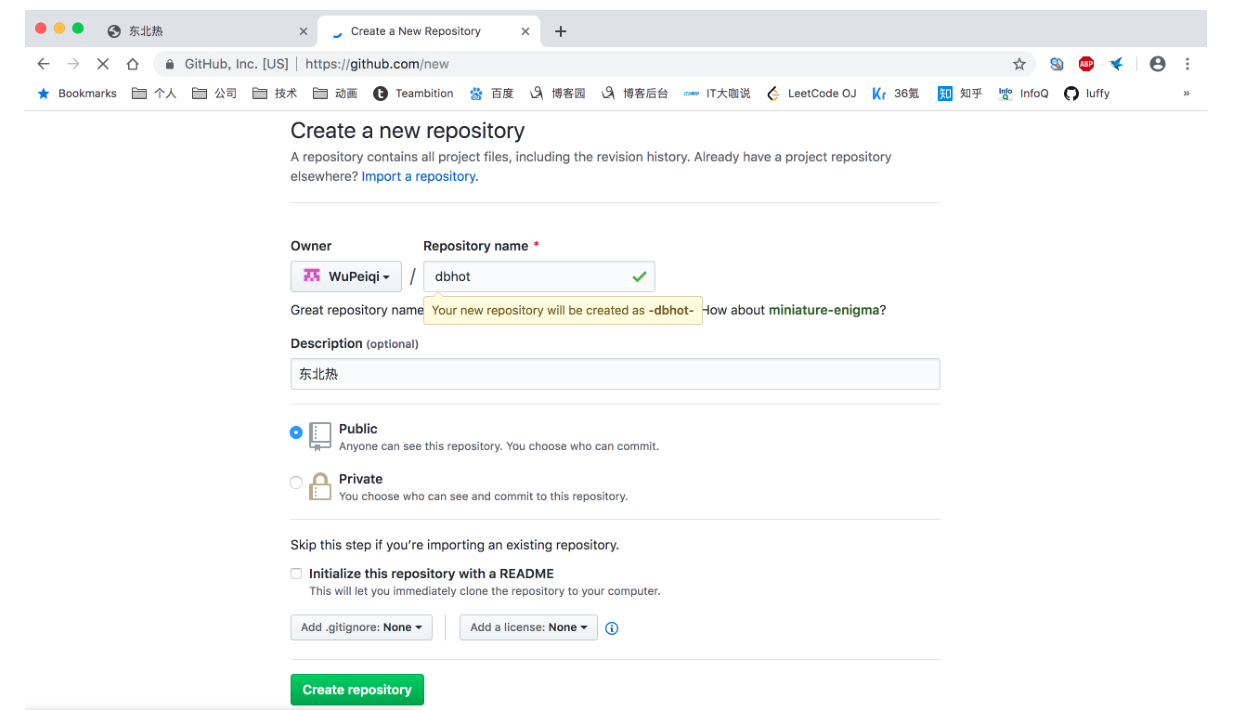 东北热
Create a New Repository
GitHub, Inc. [US] | https://github.com/new
Bookmarks 个人 公司 技术 动画 Teambition 百度 博客园 博客后台 IT大咖说 LeetCode OJ 36氪 知乎 InfoQ luffy »
Create a new repository
A repository contains all project files, including the revision history. Already have a project repository
elsewhere? Import a repository.
Owner Repository name *
WuPeiqi / dbhot
Great repository name Your new repository will be created as -dbhot- How about miniature-enigma?
Description (optional)
东北热
Public
Anyone can see this repository. You choose who can commit.
Private
You choose who can see and commit to this repository.
Skip this step if you’re importing an existing repository.
Initialize this repository with a README
This will let you immediately clone the repository to your computer.
Add .gitignore: None Add a license: None
Create repository